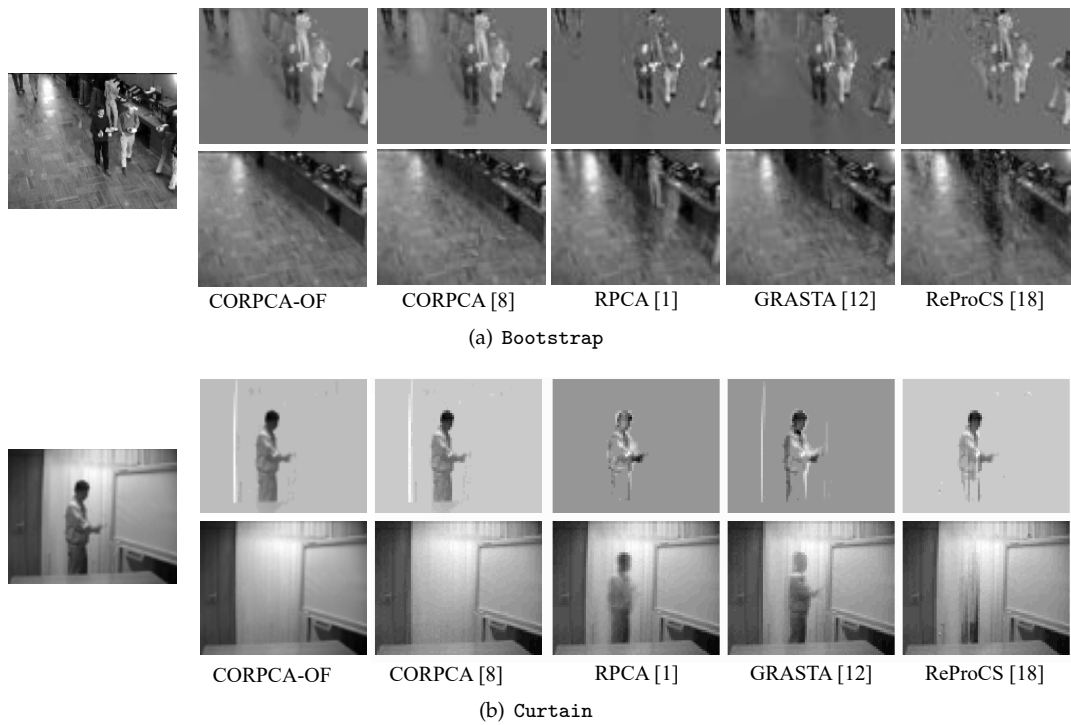 CORPCA-OF CORPCA [8] RPCA [1] GRASTA [12] ReProCS [18]
(a) Bootstrap
CORPCA-OF CORPCA [8] RPCA [1] GRASTA [12] ReProCS [18]
(b) Curtain